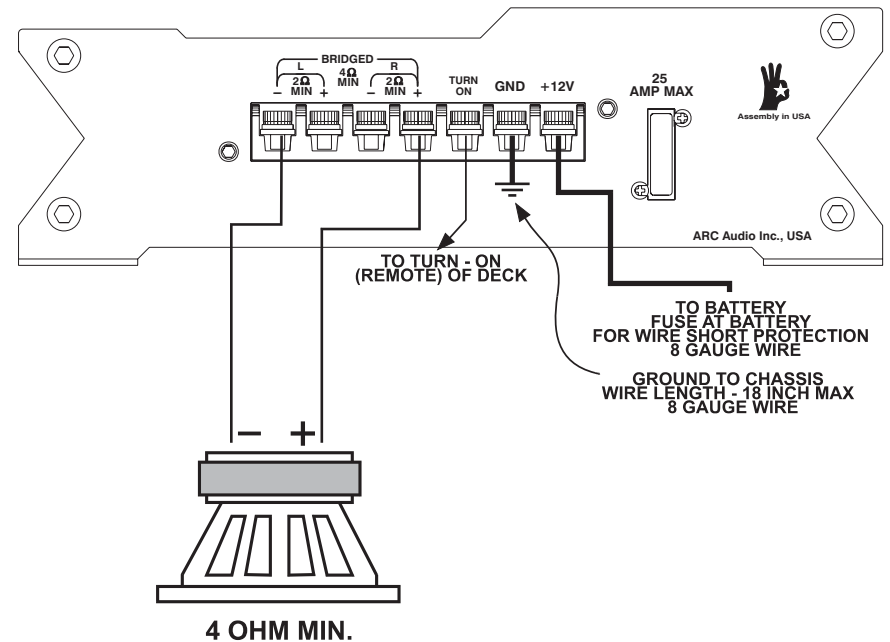 BRIDGED
L 4Ω R
2Ω MIN 2Ω
MIN MIN
- + - +
TURN
ON
GND
+12V
25
AMP MAX
Assembly in USA
ARC Audio Inc., USA
TO TURN - ON
(REMOTE) OF DECK
TO BATTERY
FUSE AT BATTERY
FOR WIRE SHORT PROTECTION
8 GAUGE WIRE
GROUND TO CHASSIS
WIRE LENGTH - 18 INCH MAX
8 GAUGE WIRE
- +
4 OHM MIN.